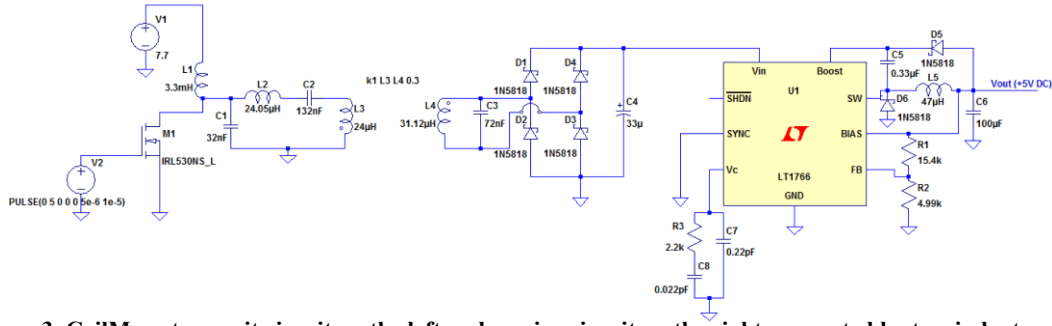 V1
7.7
L1
3.3mH
L2
24.05µH
C2
132nF
k1 L3 L4 0.3
L3
24µH
C1
32nF
M1
IRL530NS_L
V2
PULSE(0 5 0 0 0 5e-6 1e-5)
L4
31.12µH
C3
72nF
D1
1N5818
D4
1N5818
D2
1N5818
D3
1N5818
C4
33µ
Vin
Boost
U1
SHDN
SW
SYNC
BIAS
Vc
LT1766
FB
GND
R3
2.2k
C7
0.22pF
C8
0.022pF
C5
0.33µF
D5
1N5818
L5
47µH
D6
1N5818
Vout (+5V DC)
C6
100µF
R1
15.4k
R2
4.99k